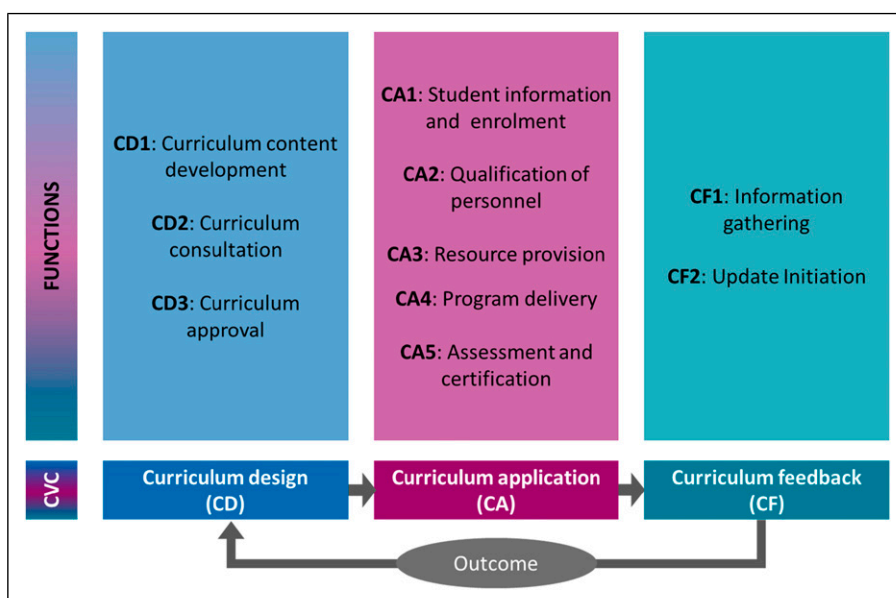 FUNCTIONS
CD1: Curriculum content
development
CD2: Curriculum
consultation
CD3: Curriculum
approval
CA1: Student information
and enrolment
CA2: Qualification of
personnel
CA3: Resource provision
CA4: Program delivery
CA5: Assessment and
certification
CF1: Information
gathering
CF2: Update Initiation
CVC
Curriculum design
(CD)
Curriculum application
(CA)
Curriculum feedback
(CF)
Outcome